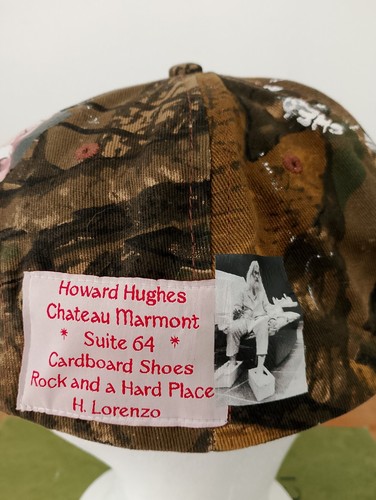 Howard Hughes
Chateau Marmont
* Suite 64 *
Cardboard Shoes
Rock and a Hard Place
H. Lorenzo